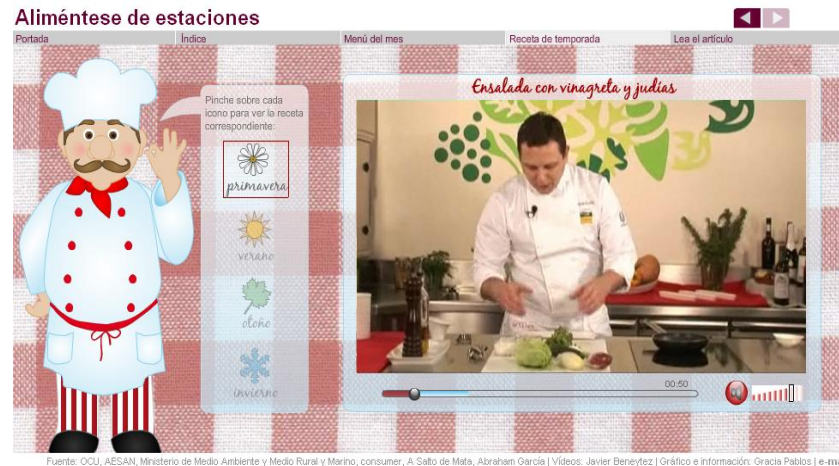 Aliméntese de estaciones
Portada Índice Menú del mes Receta de temporada Lea el artículo
Pinche sobre cada
icono para ver la receta
correspondiente:
primavera
verano
otoño
invierno
Ensalada con vinagreta y judías
00:50
Fuente: OCU, AESAN, Ministerio de Medio Ambiente y Medio Rural y Marino, consumer, A Salto de Mata, Abraham García | Vídeos: Javier Beneytez | Gráfico e información: Gracia Pablos | e-m